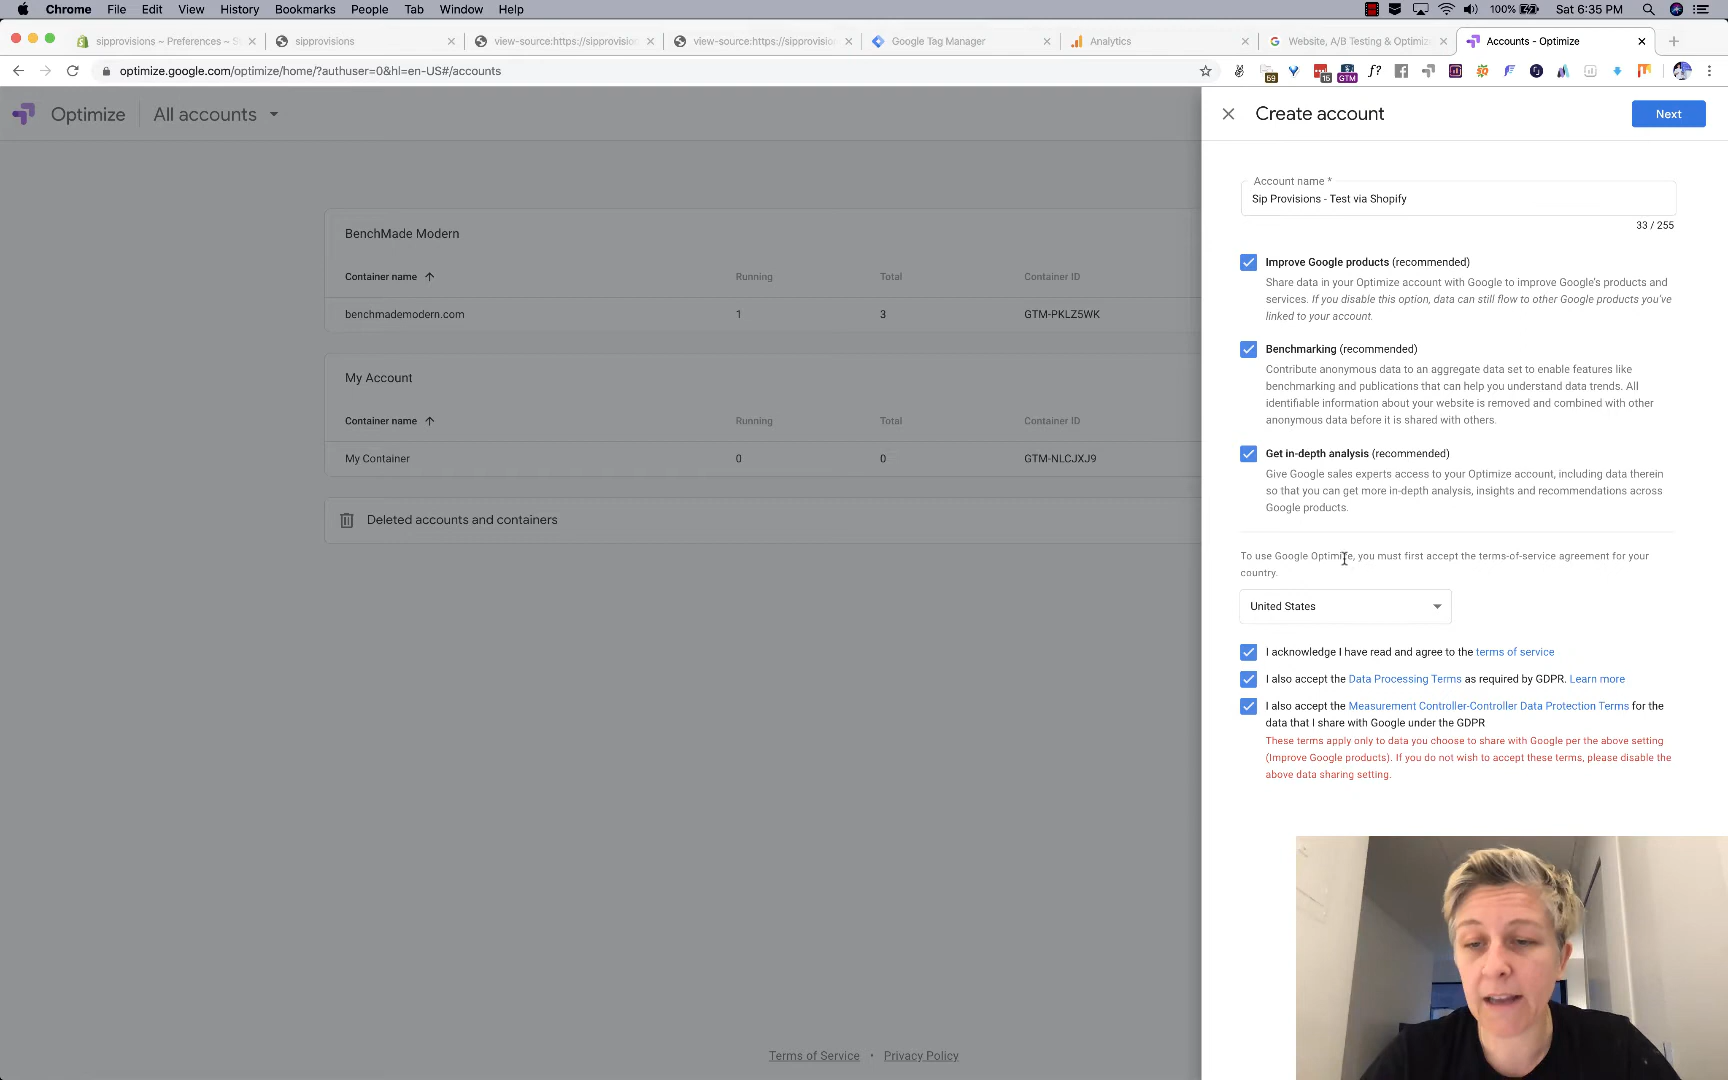 Chrome File Edit View History Bookmarks People Tab Window Help
100% Sat 6:35 PM
sipprovisions ~ Preferences ~ S
sipprovisions
view-source:https://sipprovision
view-source:https://sipprovision
Google Tag Manager
Analytics
Website, A/B Testing & Optimiz
Accounts - Optimize
optimize.google.com/optimize/home/?authuser=0&hl=en-US#/accounts
59
15
GTM
f?
Optimize
All accounts
Create account
Next
Account name *
Sip Provisions - Test via Shopify
33 / 255
BenchMade Modern
Container name Running Total Container ID
benchmademodern.com 1 3 GTM-PKLZ5WK
My Account
Container name Running Total Container ID
My Container 0 0 GTM-NLCJXJ9
Deleted accounts and containers
Improve Google products (recommended)
Share data in your Optimize account with Google to improve Google's products and
services. If you disable this option, data can still flow to other Google products you've
linked to your account.
Benchmarking (recommended)
Contribute anonymous data to an aggregate data set to enable features like
benchmarking and publications that can help you understand data trends. All
identifiable information about your website is removed and combined with other
anonymous data before it is shared with others.
Get in-depth analysis (recommended)
Give Google sales experts access to your Optimize account, including data therein
so that you can get more in-depth analysis, insights and recommendations across
Google products.
To use Google Optimize, you must first accept the terms-of-service agreement for your
country.
United States
I acknowledge I have read and agree to the terms of service
I also accept the Data Processing Terms as required by GDPR. Learn more
I also accept the Measurement Controller-Controller Data Protection Terms for the
data that I share with Google under the GDPR
These terms apply only to data you choose to share with Google per the above setting
(Improve Google products). If you do not wish to accept these terms, please disable the
above data sharing setting.
Terms of Service • Privacy Policy